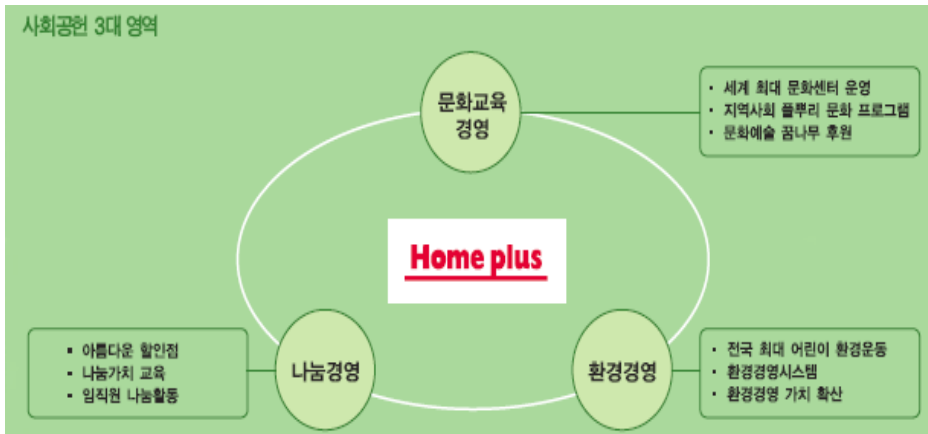 사회공헌 3대 영역
문화교육
경영
· 세계 최대 문화센터 운영
· 지역사회 풀뿌리 문화 프로그램
· 문화예술 꿈나무 후원
Home plus
▪ 아름다운 할인점
▪ 나눔가치 교육
▪ 임직원 나눔활동
나눔경영
환경경영
· 전국 최대 어린이 환경운동
· 환경경영시스템
· 환경경영 가치 확산